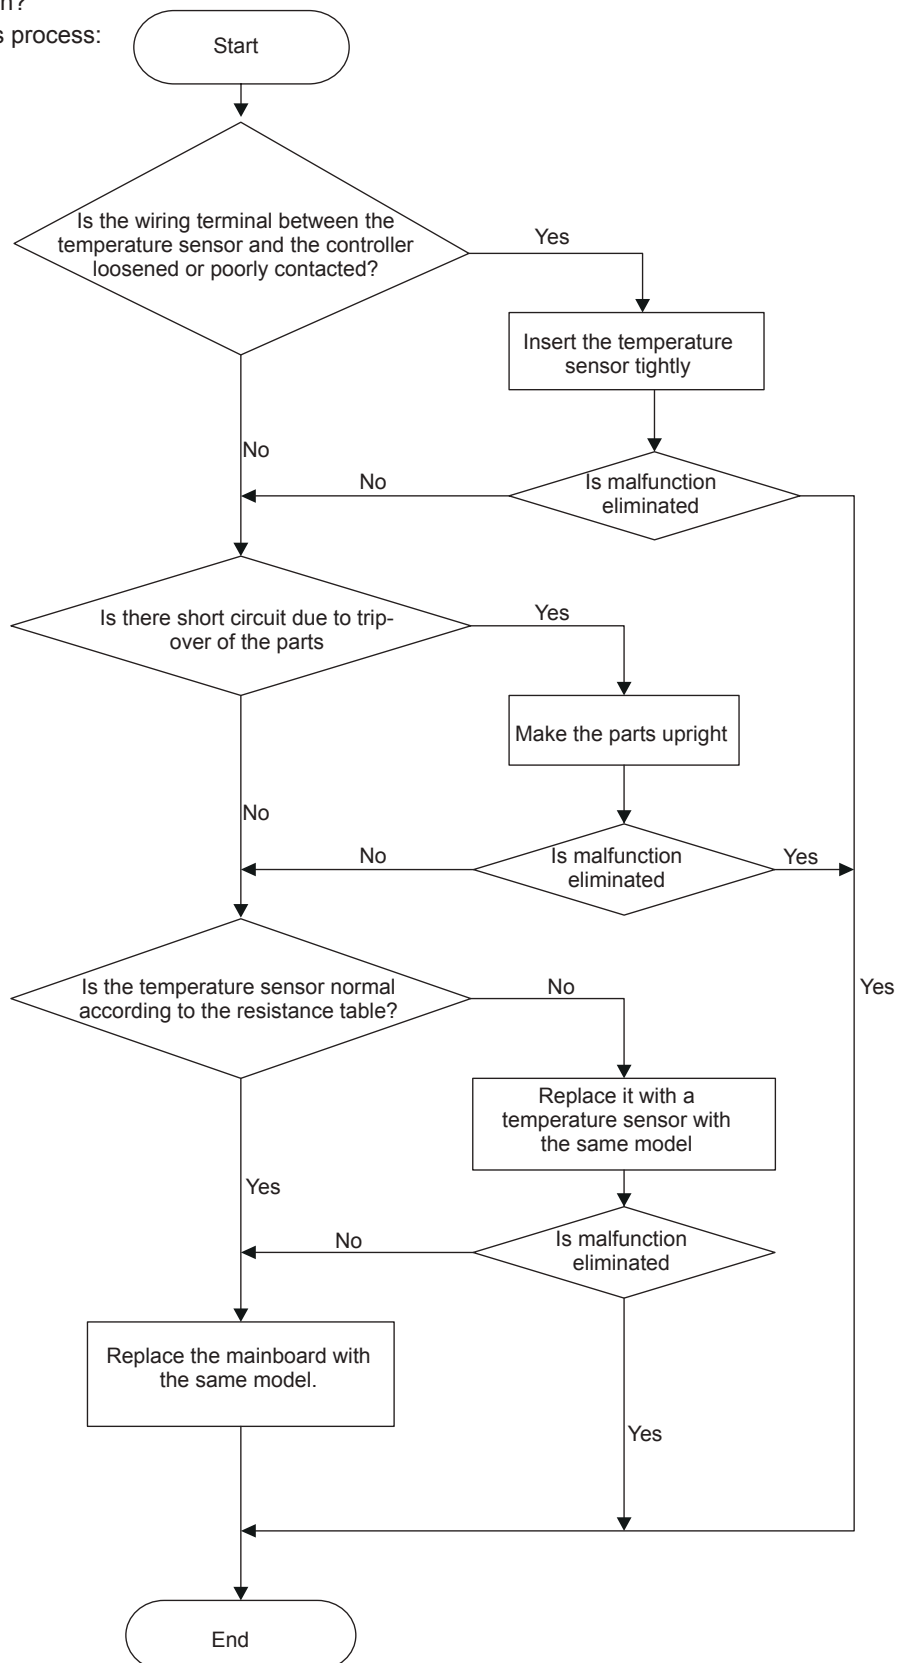 s process:
Start
Is the wiring terminal between the
temperature sensor and the controller
loosened or poorly contacted?
Yes
Insert the temperature
sensor tightly
No
No
Is malfunction
eliminated
Is there short circuit due to trip-
over of the parts
Yes
Make the parts upright
No
No
Is malfunction
eliminated
Yes
Is the temperature sensor normal
according to the resistance table?
No
Yes
Replace it with a
temperature sensor with
the same model
Yes
No
Is malfunction
eliminated
Replace the mainboard with
the same model.
Yes
End